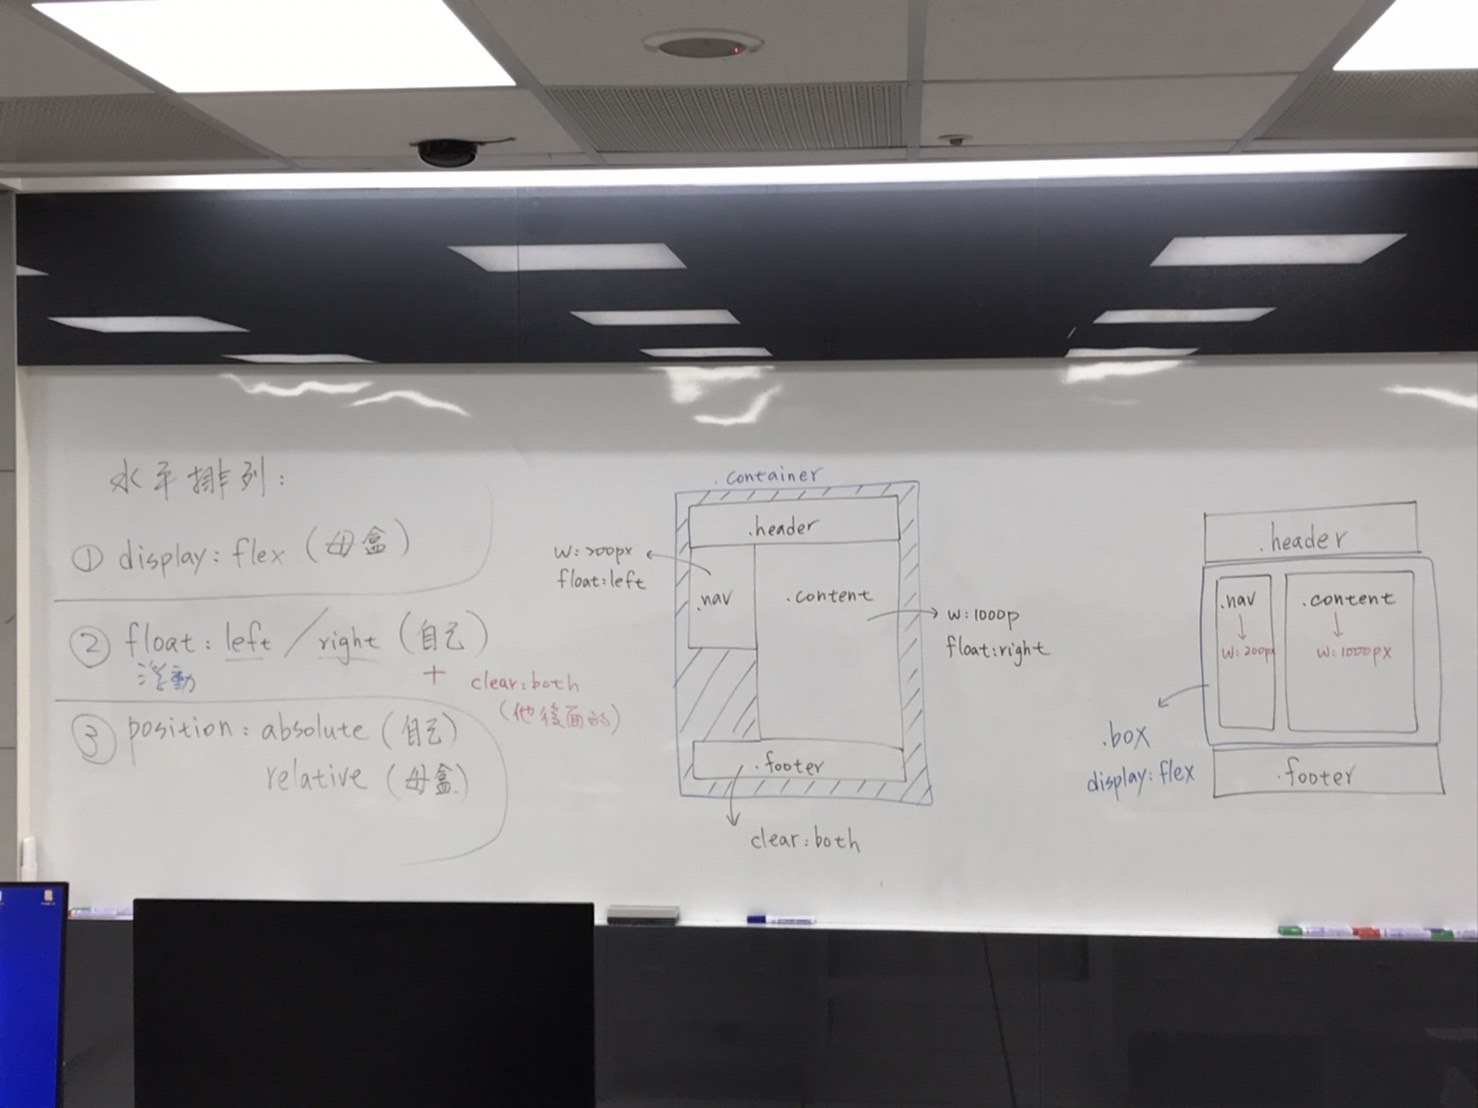 水平排列:
① display: flex (母盒)
② float: left / right (自己)
浮動
+ clear: both
(他後面的)
③ position: absolute (自己)
relative (母盒)
.container
.header
w: 200px
float: left
.nav
.content
w: 1000p
float: right
.footer
clear: both
.header
.nav
w: 200px
.content
w: 1000px
.box
display: flex
.footer